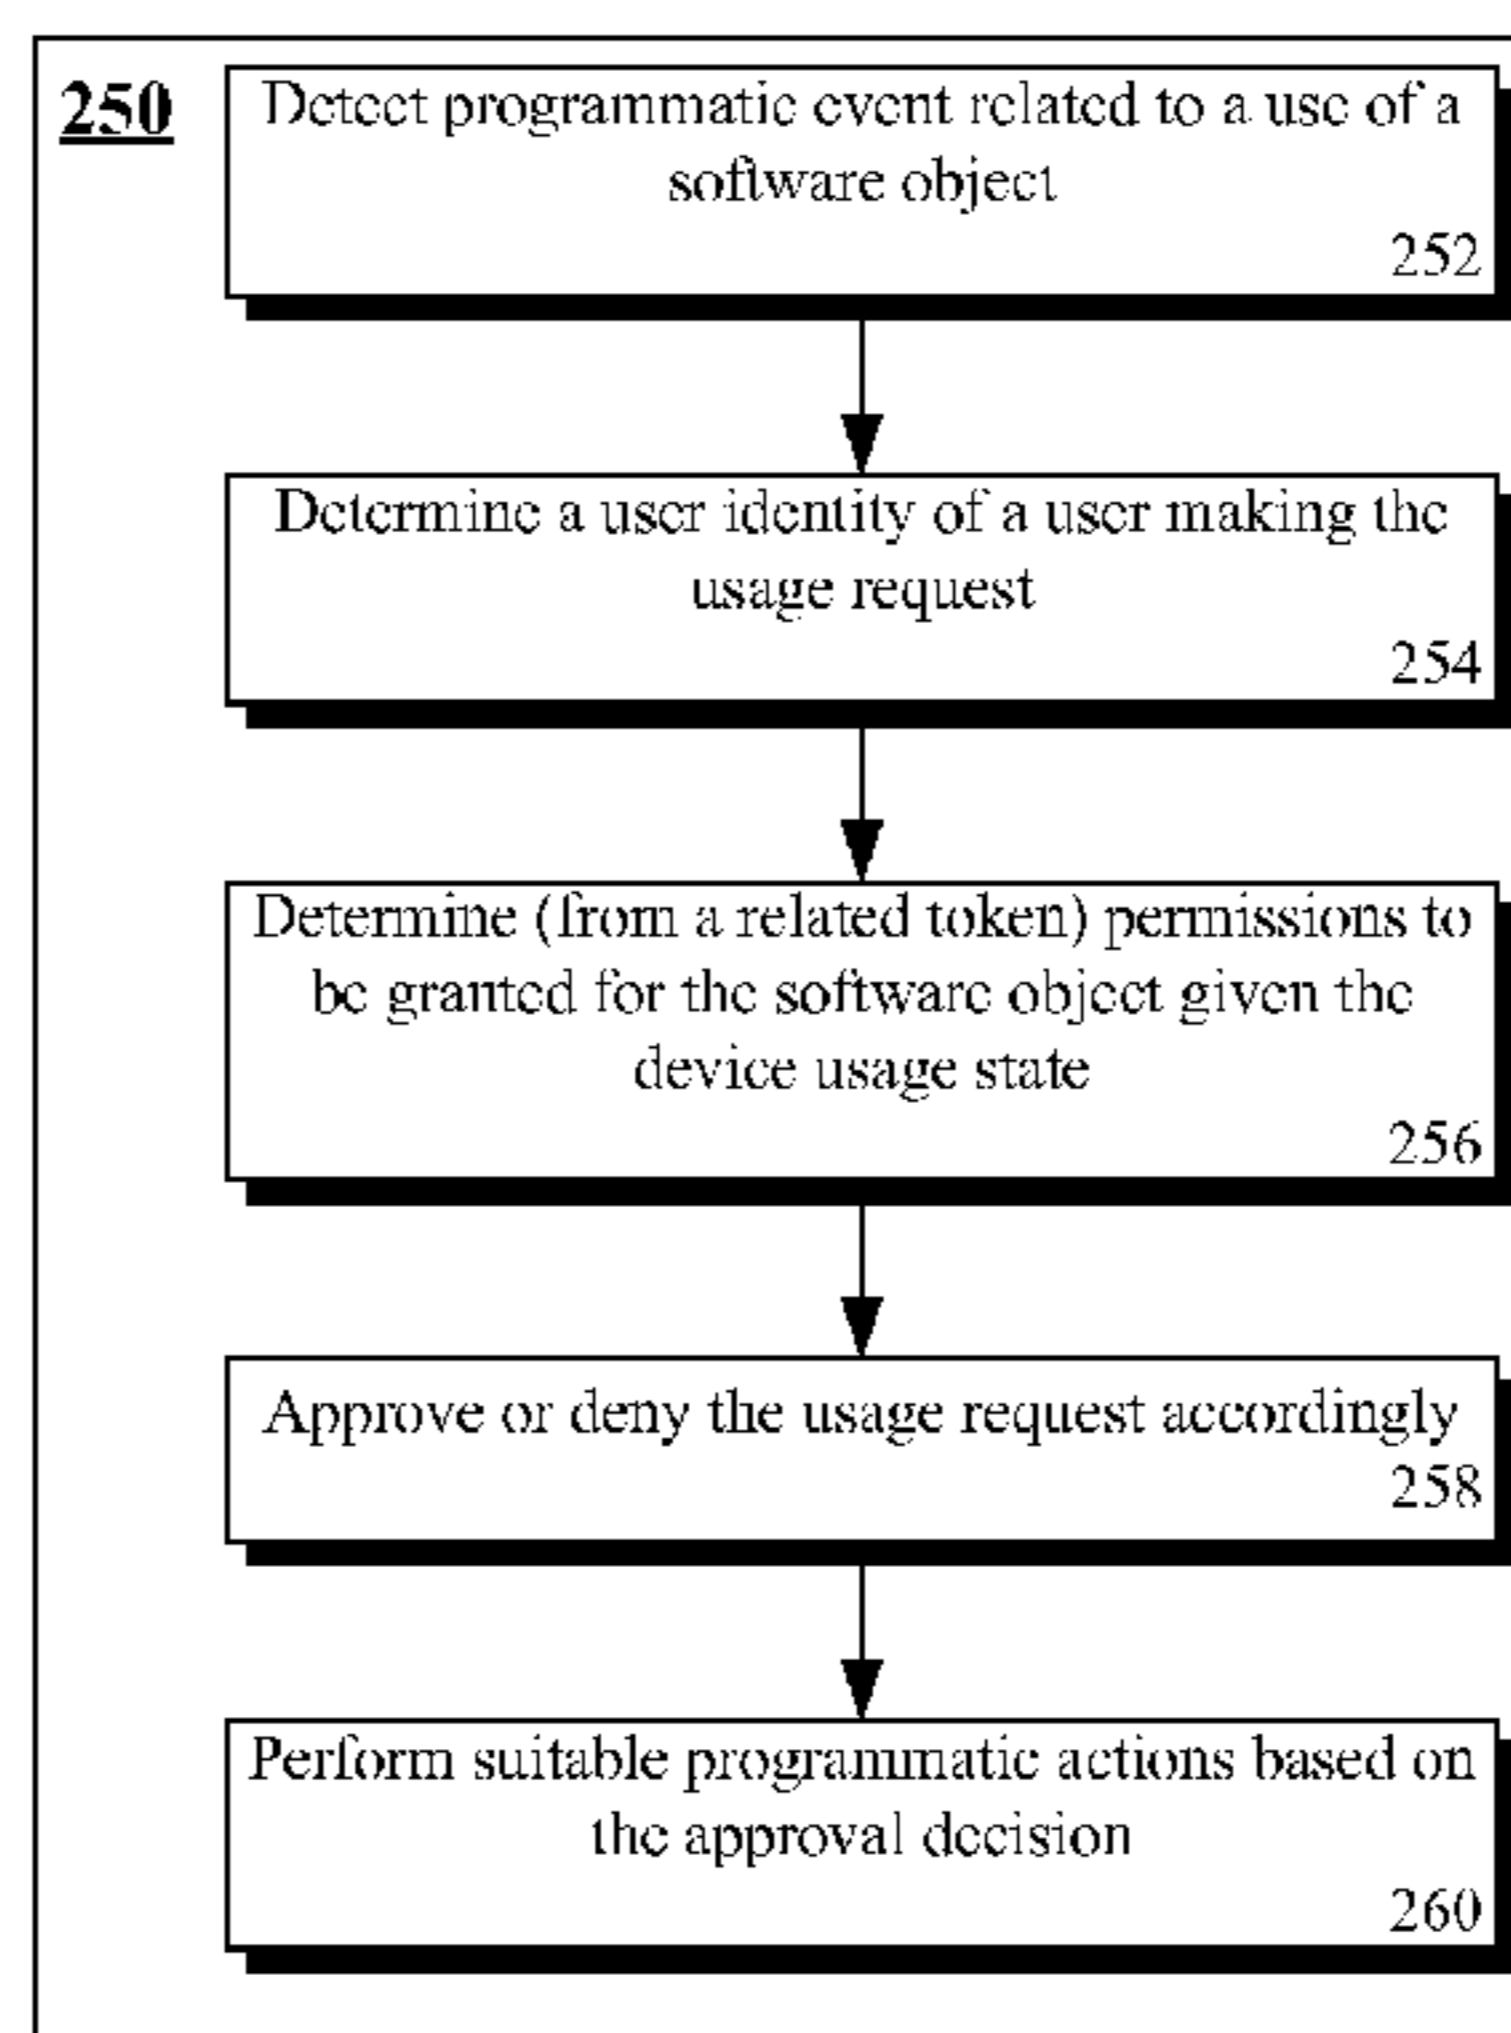 250
Detect programmatic event related to a use of a
software object
252
Determine a user identity of a user making the
usage request
254
Determine (from a related token) permissions to
be granted for the software object given the
device usage state
256
Approve or deny the usage request accordingly
258
Perform suitable programmatic actions based on
the approval decision
260